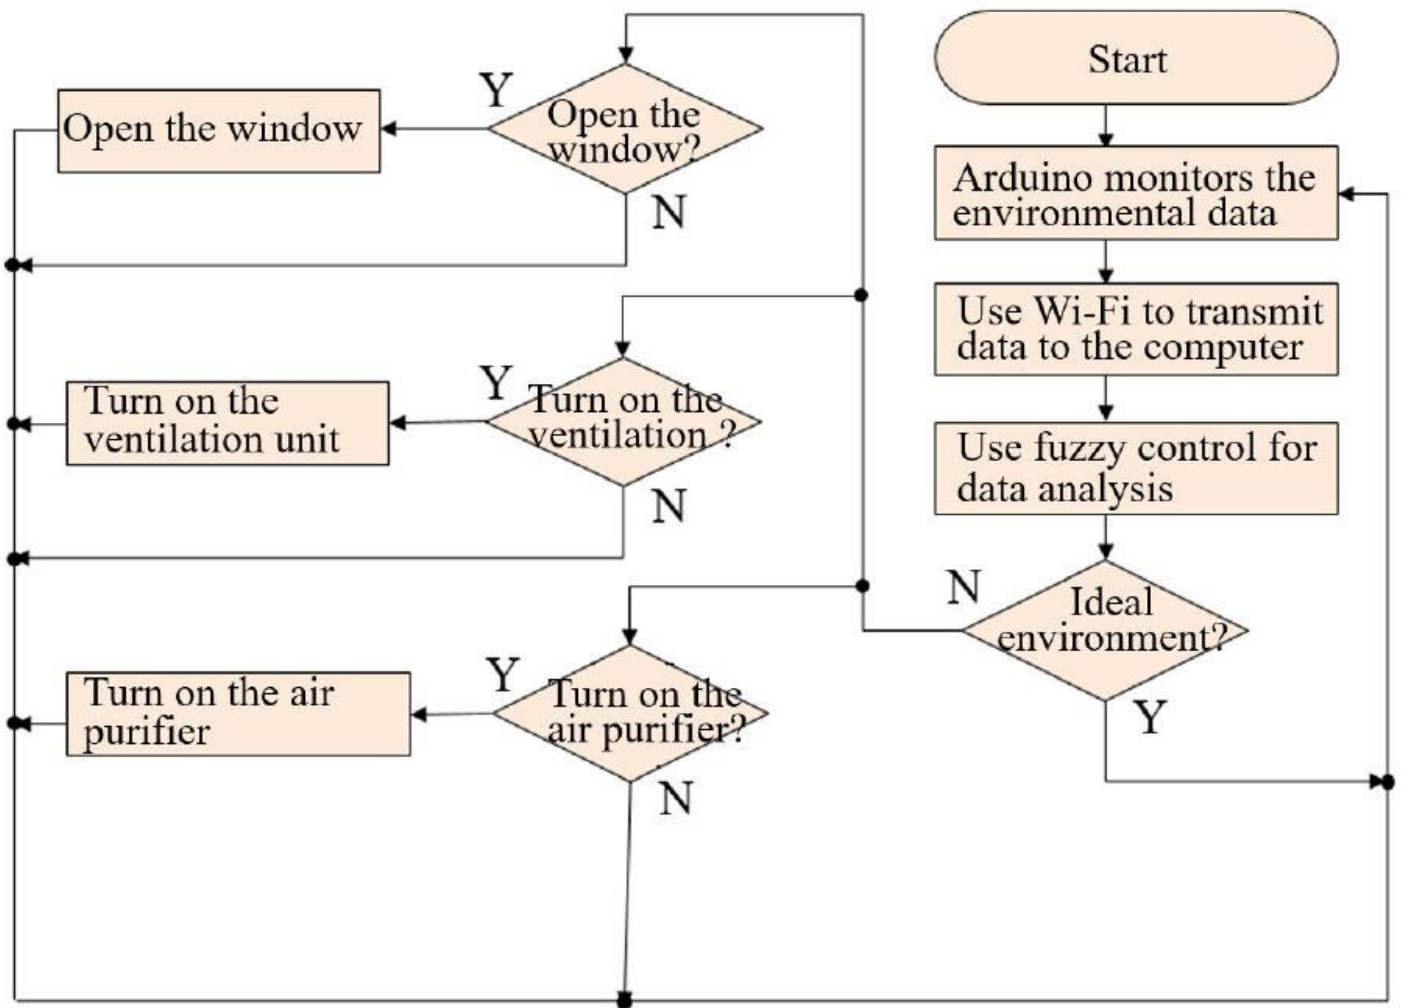 Start
Arduino monitors the
environmental data
Use Wi-Fi to transmit
data to the computer
Use fuzzy control for
data analysis
Ideal
environment?
N
Y
Open the
window?
Y
N
Open the window
Turn on the
ventilation ?
Y
N
Turn on the
ventilation unit
Turn on the
air purifier?
Y
N
Turn on the air
purifier